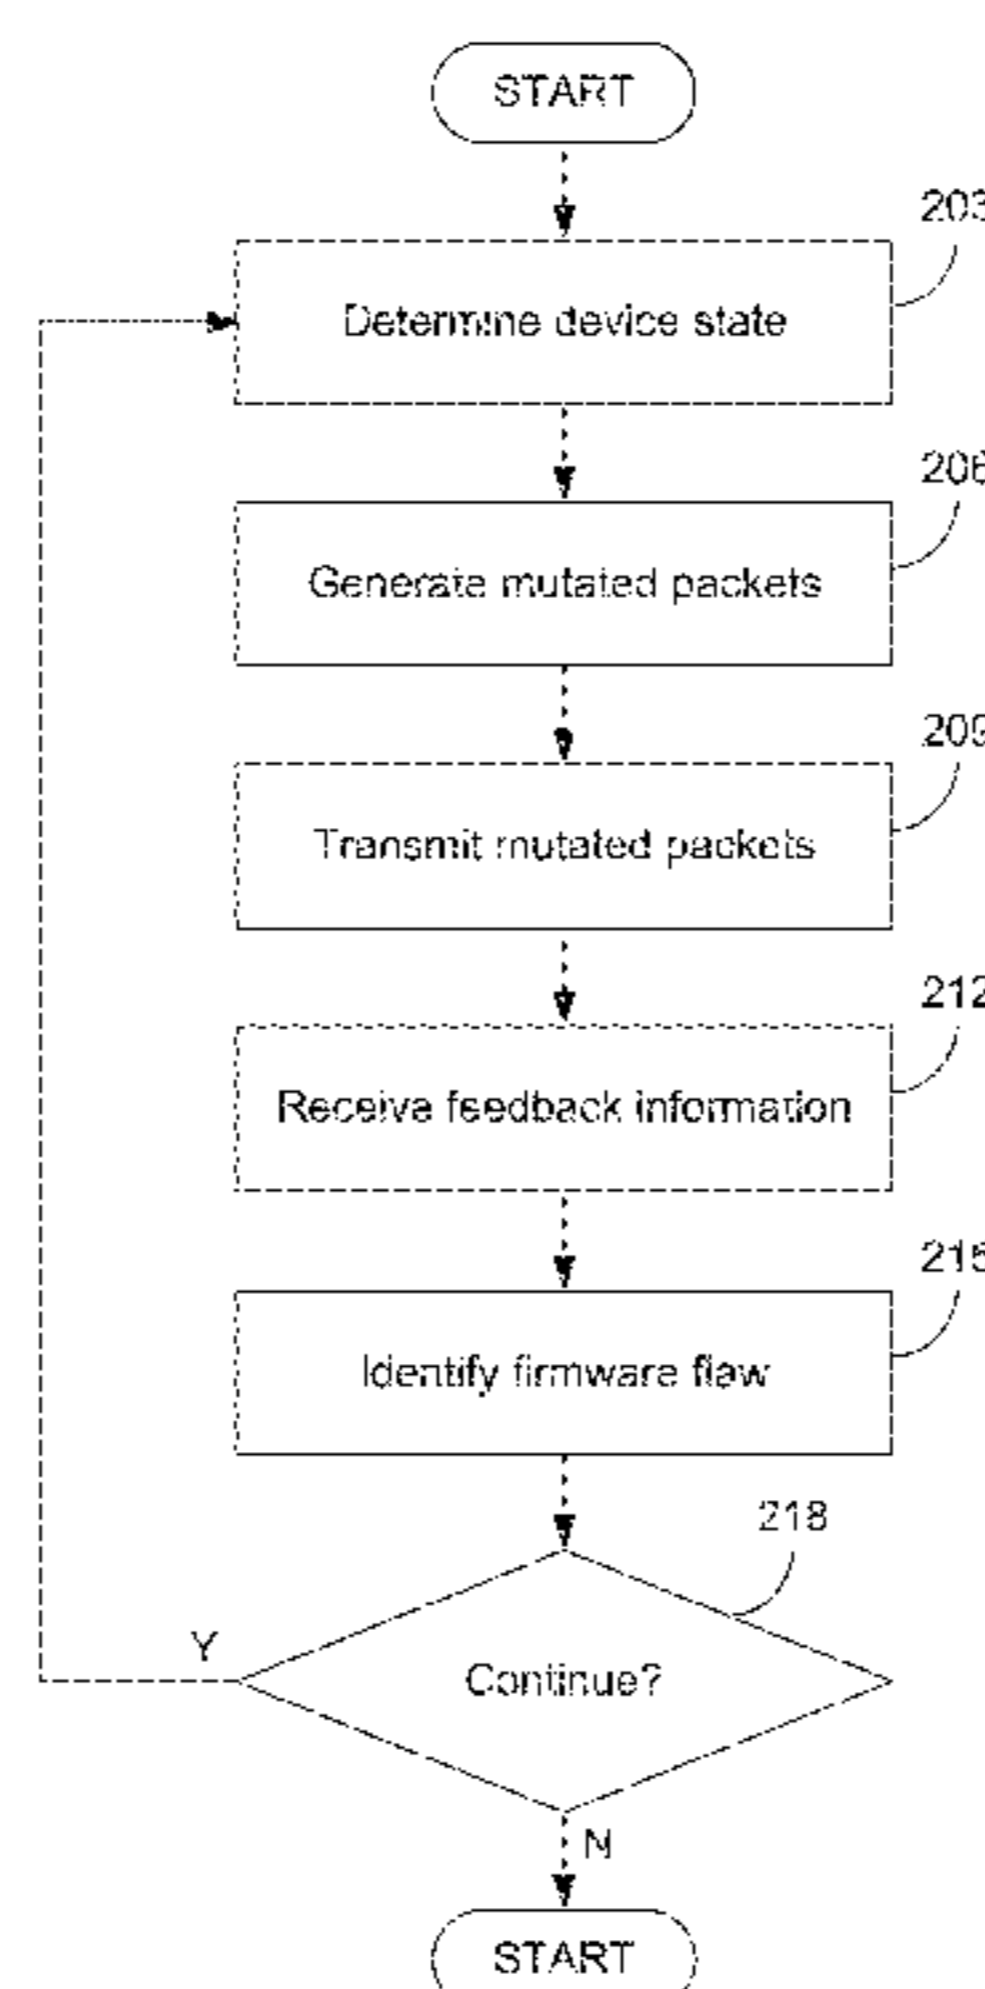 START
203
Determine device state
206
Generate mutated packets
209
Transmit mutated packets
212
Receive feedback information
215
Identify firmware flaw
218
Continue?
Y
N
START